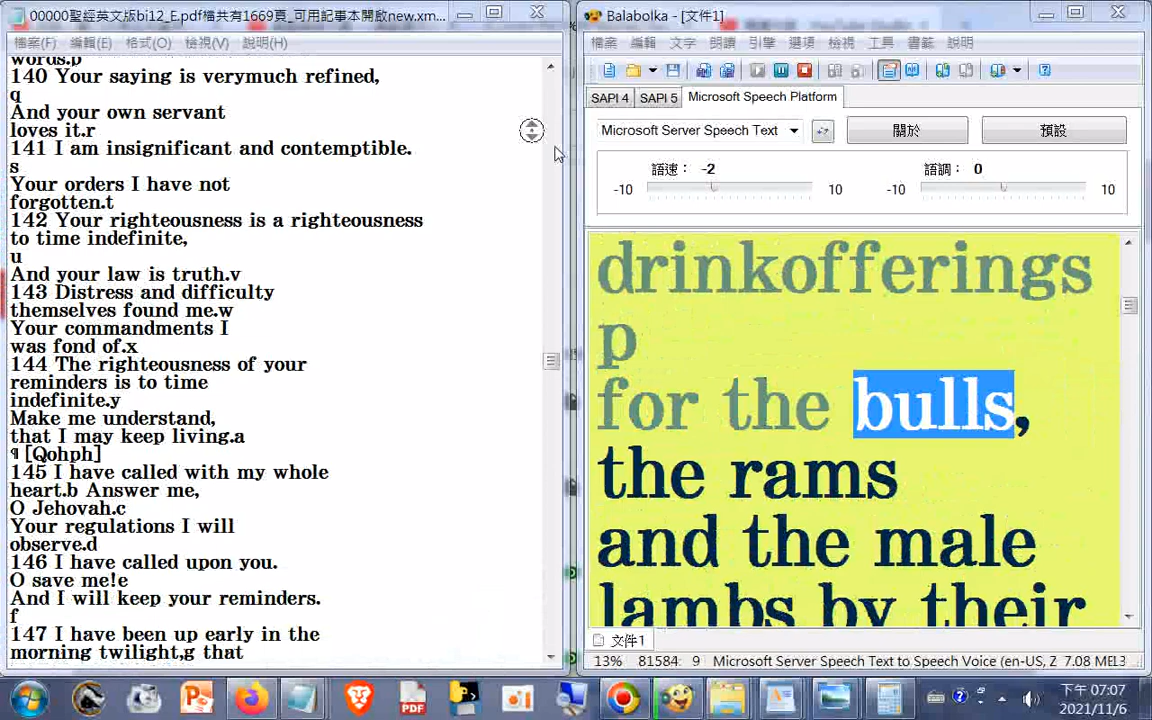 00000聖經英文版bi12_E.pdf檔共有1669頁_可用記事本開啟new.xm...
檔案(F) 編輯(E) 格式(O) 檢視(V) 說明(H)
words.p
140 Your saying is verymuch refined,
q
And your own servant
loves it.r
141 I am insignificant and contemptible.
s
Your orders I have not
forgotten.t
142 Your righteousness is a righteousness
to time indefinite,
u
And your law is truth.v
143 Distress and difficulty
themselves found me.w
Your commandments I
was fond of.x
144 The righteousness of your
reminders is to time
indefinite.y
Make me understand,
that I may keep living.a
¶ [Qohph]
145 I have called with my whole
heart.b Answer me,
O Jehovah.c
Your regulations I will
observe.d
146 I have called upon you.
O save me!e
And I will keep your reminders.
f
147 I have been up early in the
morning twilight,g that
Balabolka - [文件1]
檔案 編輯 文字 朗讀 引擎 選項 檢視 工具 書籤 說明
SAPI 4 SAPI 5 Microsoft Speech Platform
Microsoft Server Speech Text 關於 預設
語速： -2 語調： 0
-10 10 -10 10
drinkofferings
p
for the bulls,
the rams
and the male
lambs by their
文件1
13% 81584: 9 Microsoft Server Speech Text to Speech Voice (en-US, Z 7.08 MB
下午 07:07
2021/11/6